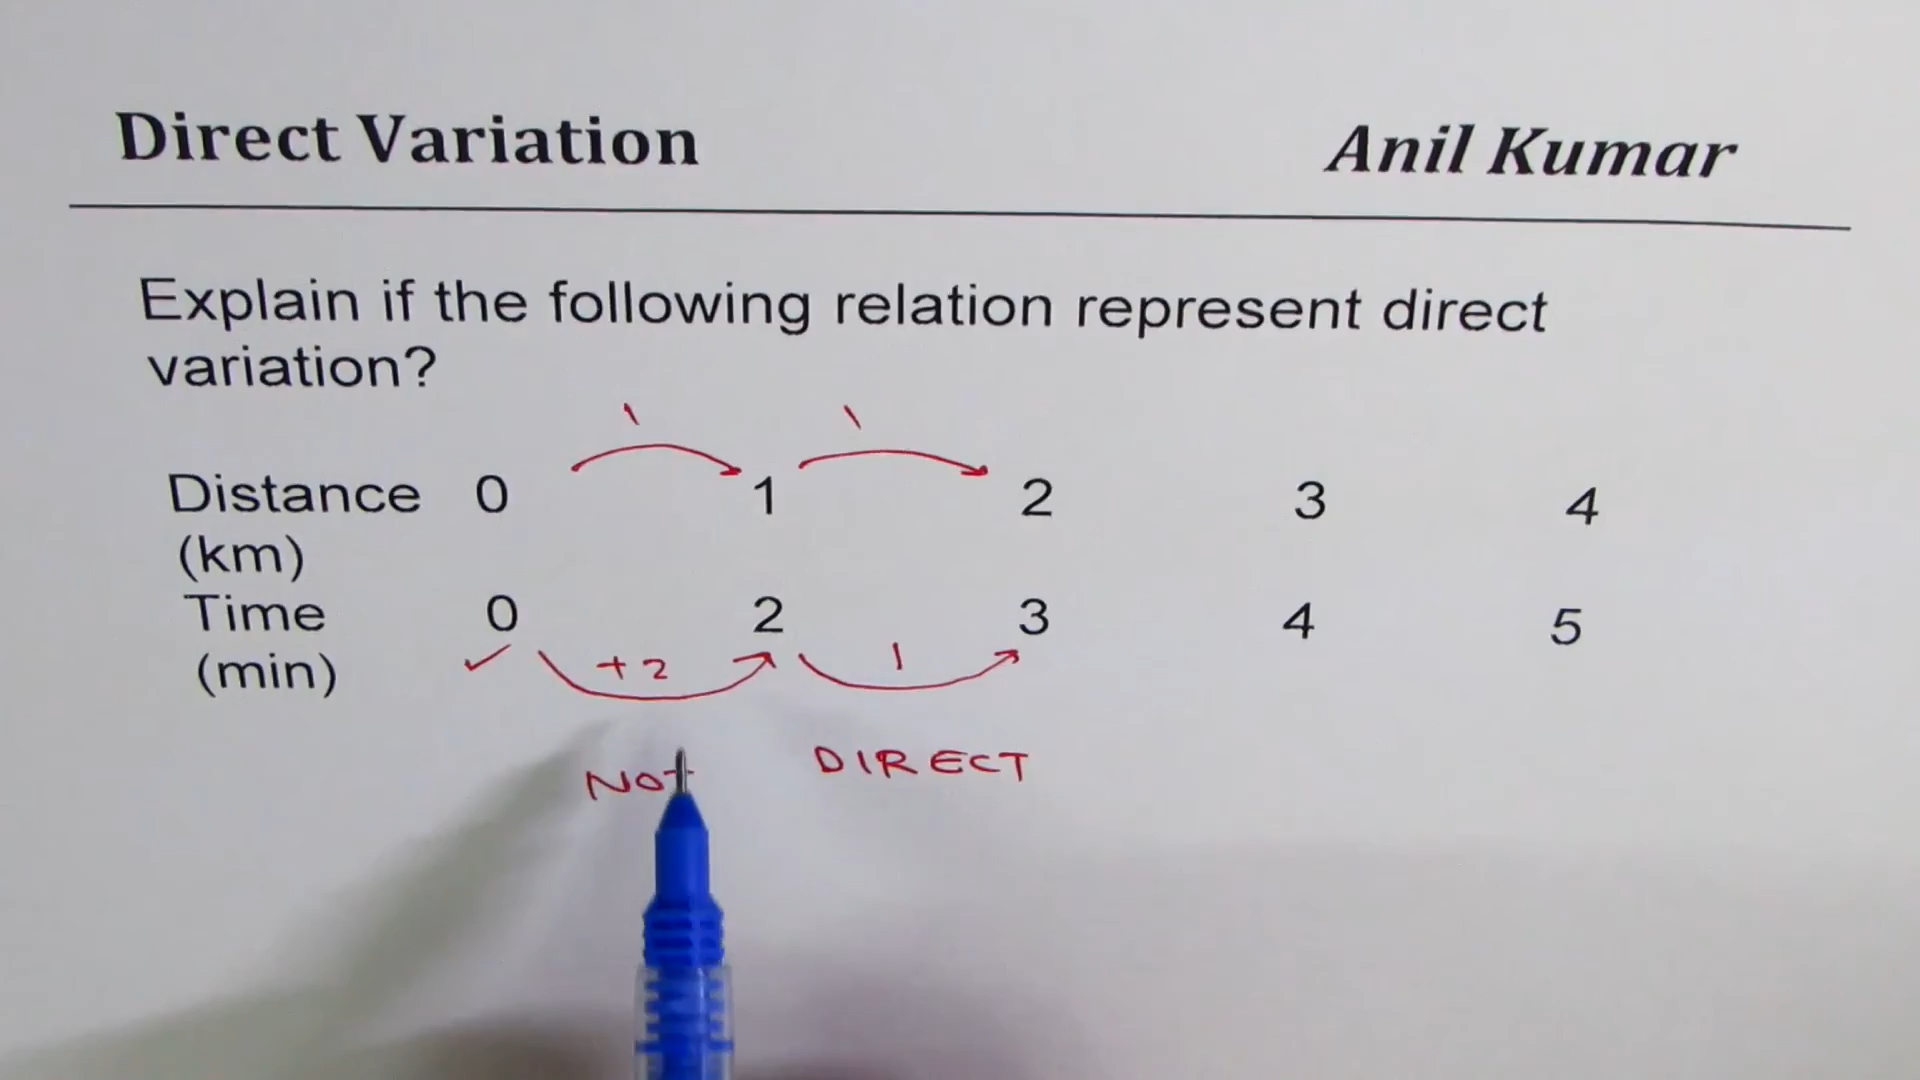 Direct Variation Anil Kumar
Explain if the following relation represent direct
variation?
1 1
Distance 0 1 2 3 4
(km)
Time 0 2 3 4 5
(min) ✓ +2 1
NOT DIRECT